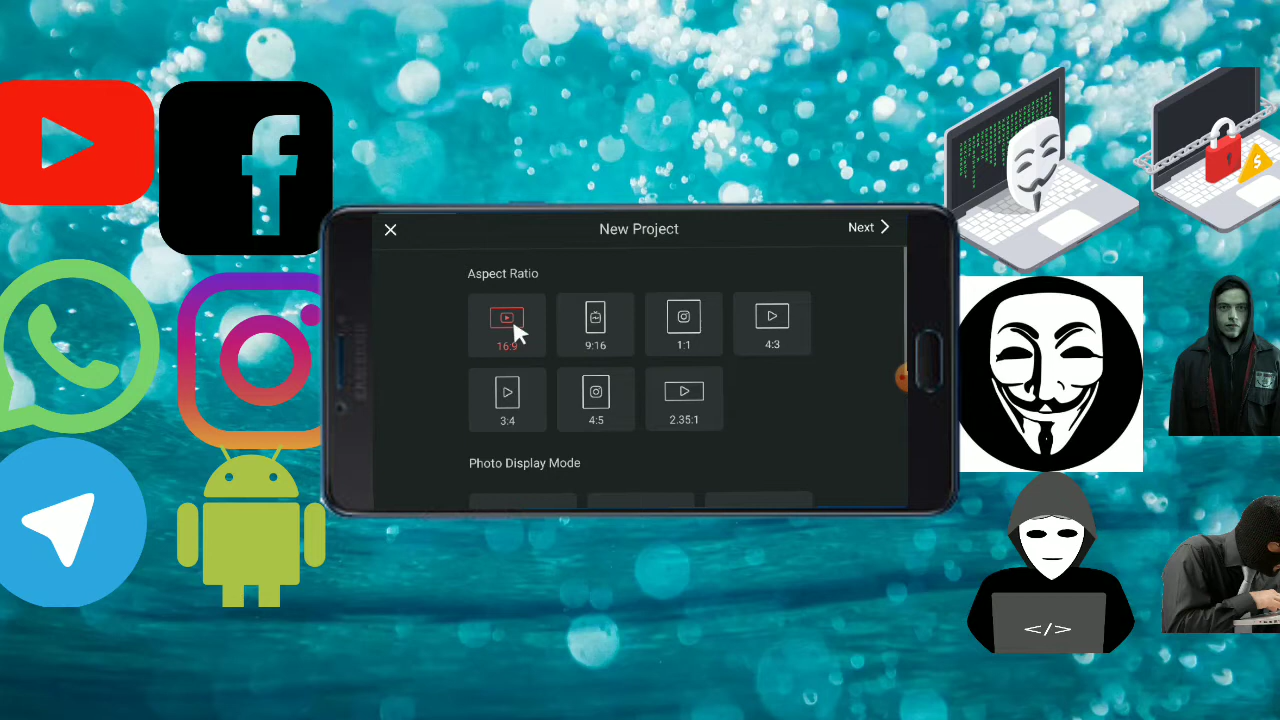 New Project
Next
Aspect Ratio
16:9
9:16
1:1
4:3
3:4
4:5
2.35:1
Photo Display Mode
SAMSUNG
</>